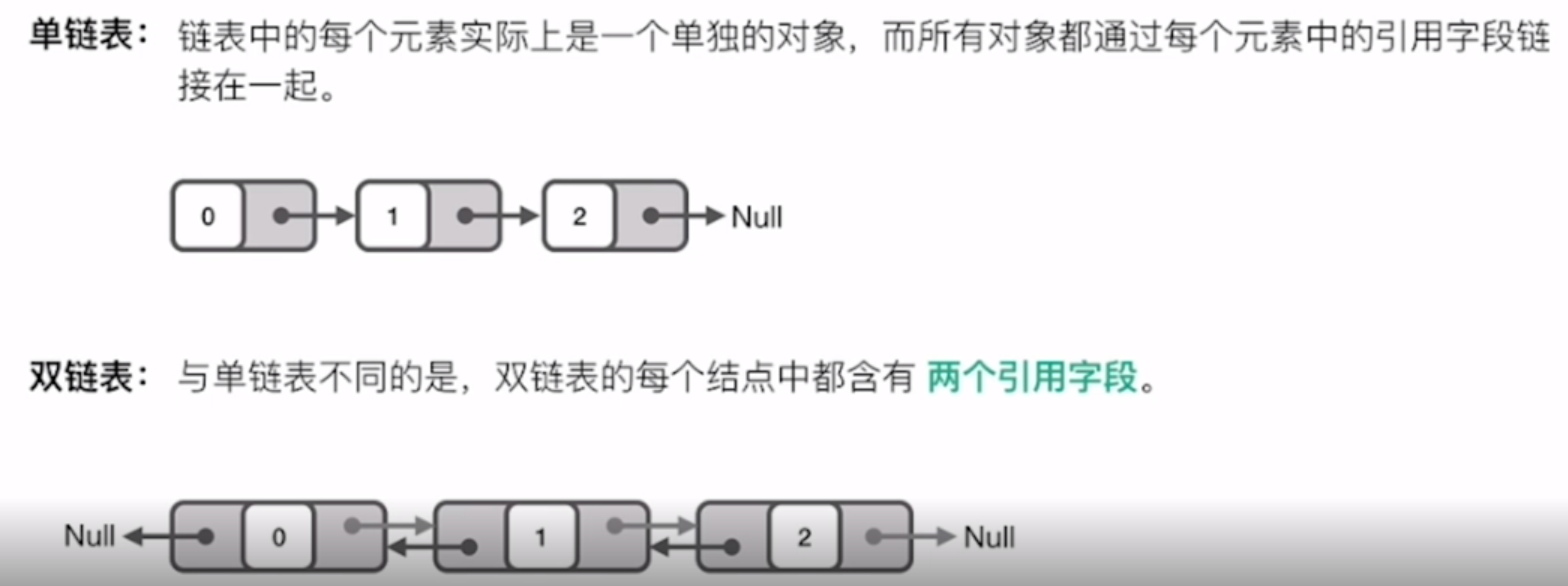 单链表： 链表中的每个元素实际上是一个单独的对象，而所有对象都通过每个元素中的引用字段链
接在一起。
0 1 2 Null
双链表： 与单链表不同的是，双链表的每个结点中都含有 两个引用字段。
Null 0 1 2 Null